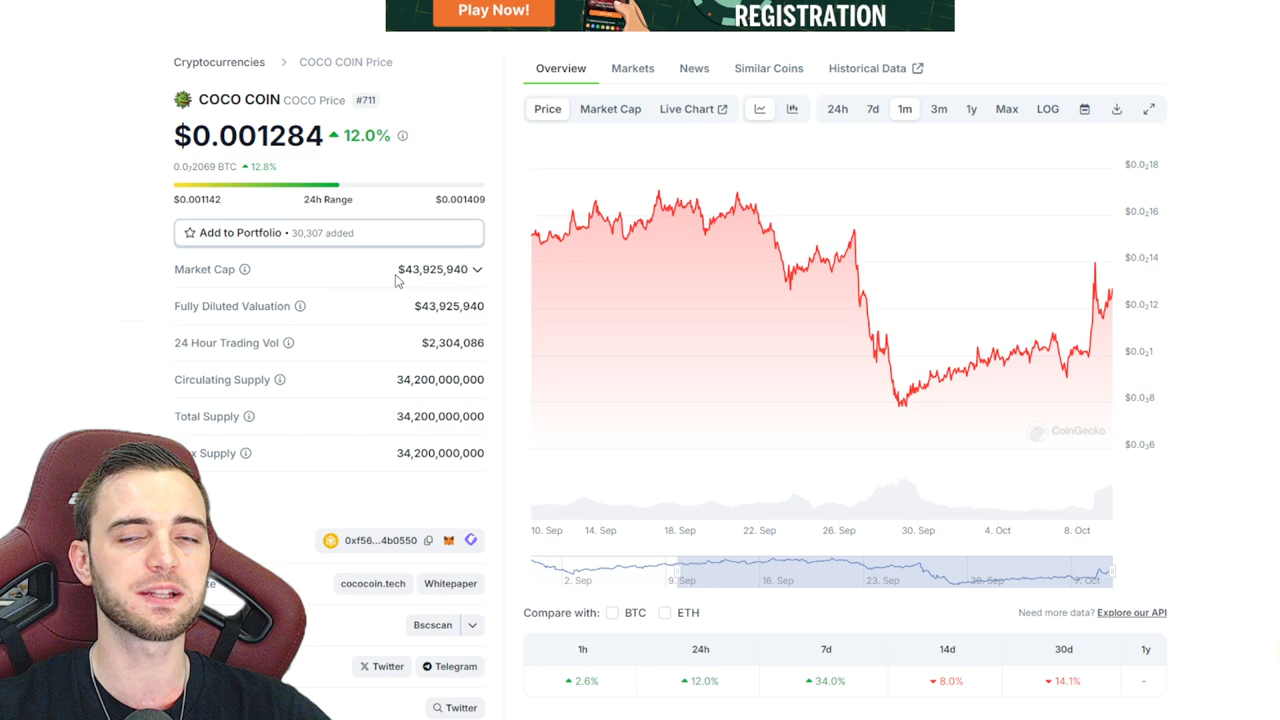 Play Now!
REGISTRATION
Cryptocurrencies > COCO COIN Price
COCO COIN COCO Price #711
$0.001284 12.0%
0.0₇2069 BTC 12.8%
$0.001142 24h Range $0.001409
Add to Portfolio • 30,307 added
Market Cap $43,925,940
Fully Diluted Valuation $43,925,940
24 Hour Trading Vol $2,304,086
Circulating Supply 34,200,000,000
Total Supply 34,200,000,000
Supply 34,200,000,000
0xf56...4b0550
cococoin.tech Whitepaper
Bscscan
X Twitter Telegram
Twitter
Overview Markets News Similar Coins Historical Data
Price Market Cap Live Chart 24h 7d 1m 3m 1y Max LOG
$0.0₂18
$0.0₂16
$0.0₂14
$0.0₂12
$0.0₂1
$0.0₃8
$0.0₃6
CoinGecko
10. Sep 14. Sep 18. Sep 22. Sep 26. Sep 30. Sep 4. Oct 8. Oct
2. Sep 9. Sep 16. Sep 23. Sep 30. Sep 7. Oct
Compare with: BTC ETH Need more data? Explore our API
1h 24h 7d 14d 30d 1y
2.6% 12.0% 34.0% 8.0% 14.1% -